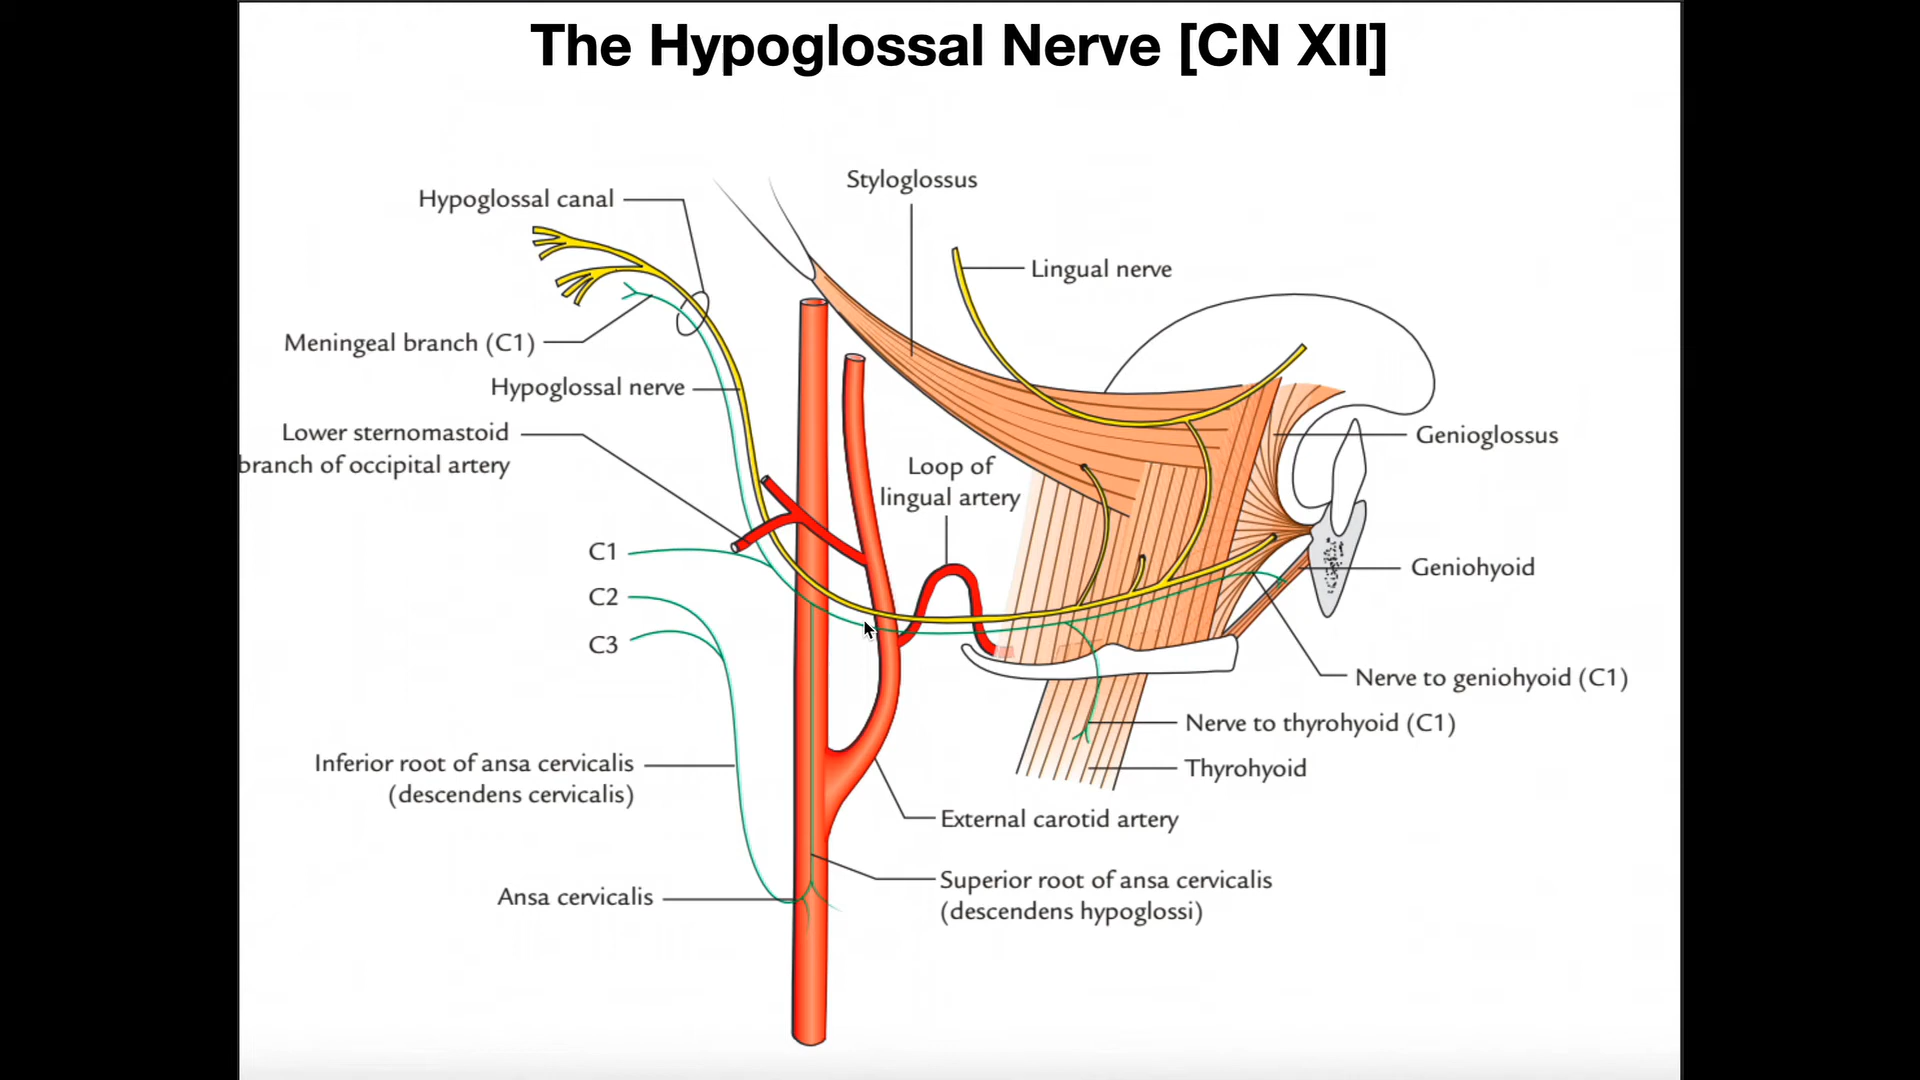 The Hypoglossal Nerve [CN XII]
Styloglossus
Hypoglossal canal
Lingual nerve
Meningeal branch (C1)
Hypoglossal nerve
Lower sternomastoid
branch of occipital artery
Genioglossus
Loop of
lingual artery
C1
Geniohyoid
C2
C3
Nerve to geniohyoid (C1)
Nerve to thyrohyoid (C1)
Inferior root of ansa cervicalis
(descendens cervicalis)
Thyrohyoid
External carotid artery
Superior root of ansa cervicalis
(descendens hypoglossi)
Ansa cervicalis